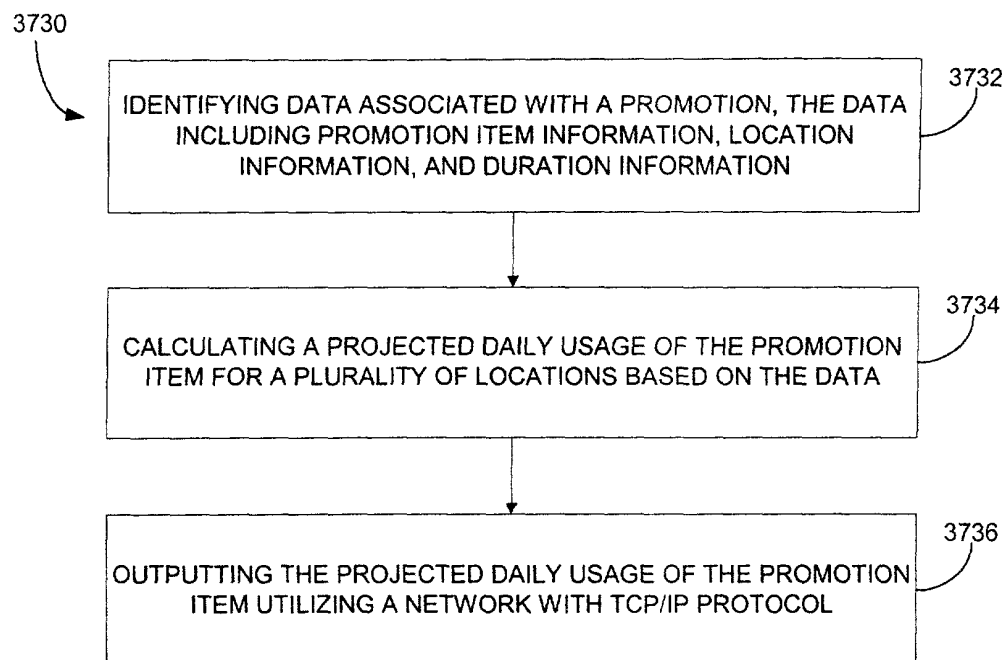 3730
3732
IDENTIFYING DATA ASSOCIATED WITH A PROMOTION, THE DATA
INCLUDING PROMOTION ITEM INFORMATION, LOCATION
INFORMATION, AND DURATION INFORMATION
3734
CALCULATING A PROJECTED DAILY USAGE OF THE PROMOTION
ITEM FOR A PLURALITY OF LOCATIONS BASED ON THE DATA
3736
OUTPUTTING THE PROJECTED DAILY USAGE OF THE PROMOTION
ITEM UTILIZING A NETWORK WITH TCP/IP PROTOCOL